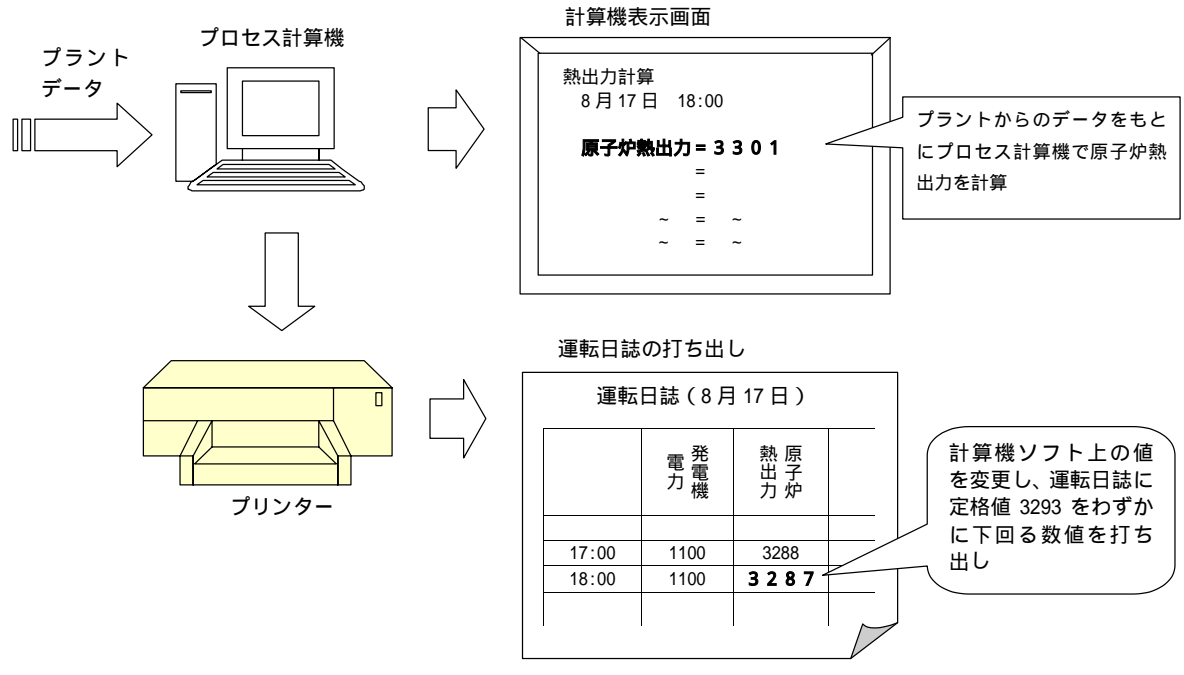 計算機表示画面
プロセス計算機
プラント
データ
熱出力計算
8月17日　18:00
原子炉熱出力=3301
=
=
~　=　~
~　=　~
プラントからのデータをもと
にプロセス計算機で原子炉熱
出力を計算
運転日誌の打ち出し
運転日誌(8月17日)
発電機
電力
原子炉
熱出力
17:00　1100　3288
18:00　1100　3287
計算機ソフト上の値
を変更し、運転日誌に
定格値 3293 をわずか
に下回る数値を打ち
出し
プリンター